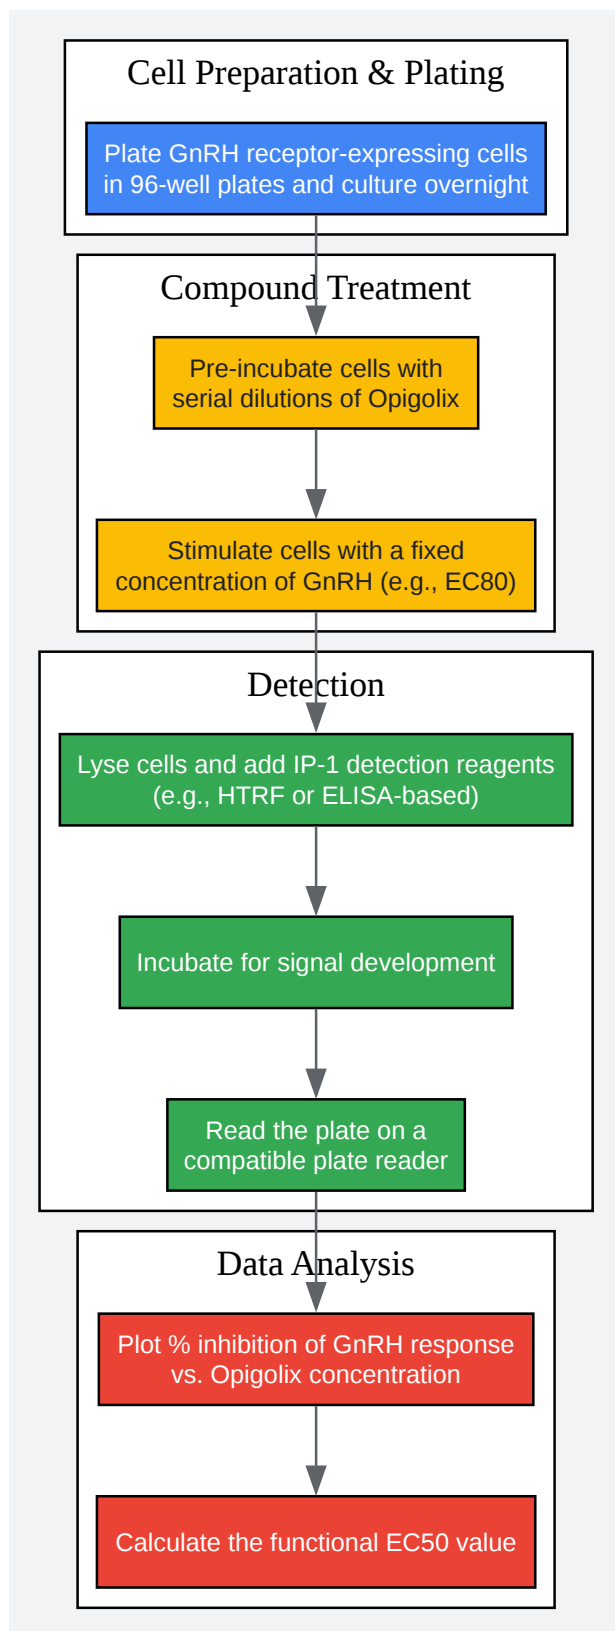 Cell Preparation & Plating
Plate GnRH receptor-expressing cells
in 96-well plates and culture overnight
Compound Treatment
Pre-incubate cells with
serial dilutions of Opigolix
Stimulate cells with a fixed
concentration of GnRH (e.g., EC80)
Detection
Lyse cells and add IP-1 detection reagents
(e.g., HTRF or ELISA-based)
Incubate for signal development
Read the plate on a
compatible plate reader
Data Analysis
Plot % inhibition of GnRH response
vs. Opigolix concentration
Calculate the functional EC50 value